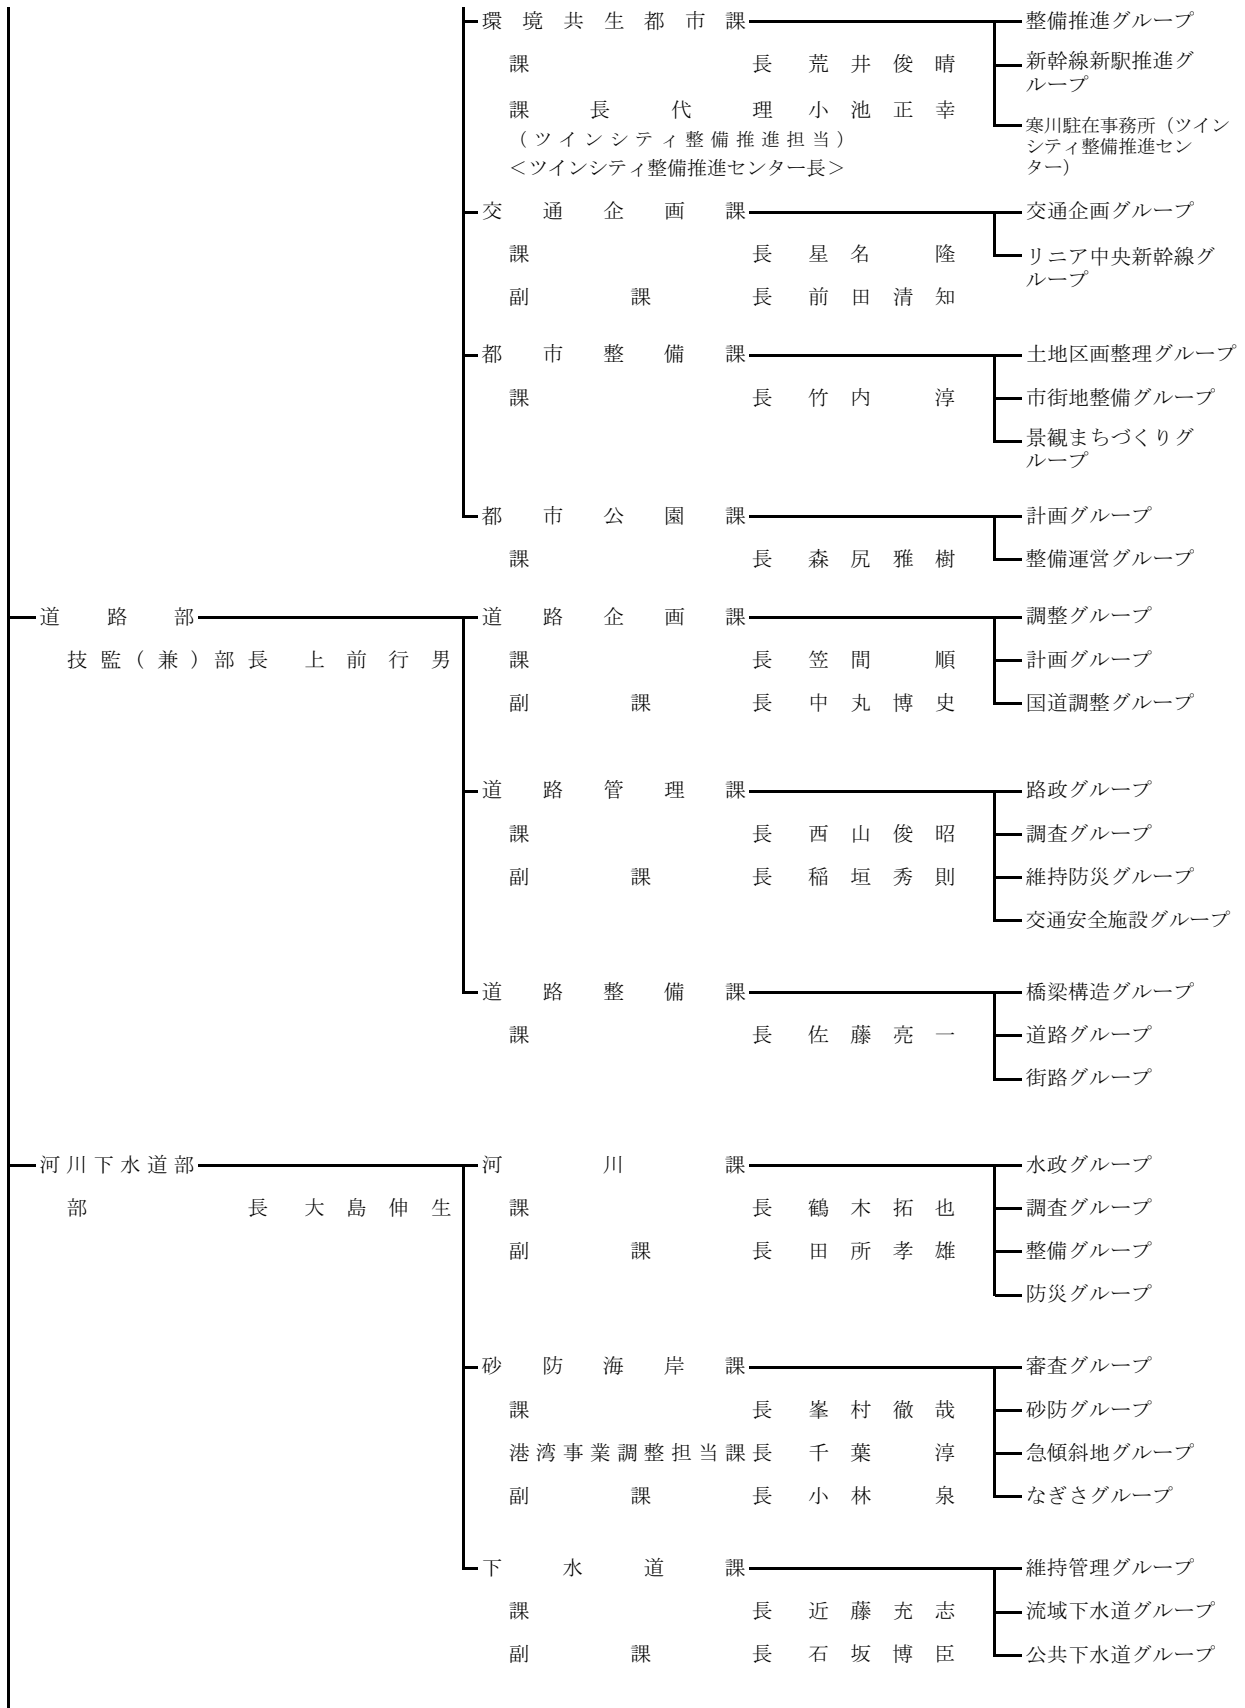 環境共生都市課 整備推進グループ
課長 荒井俊晴 新幹線新駅推進グ
ループ
課長代理 小池正幸 寒川駐在事務所（ツイン
（ツインシティ整備推進担当） シティ整備推進セン
＜ツインシティ整備推進センター長＞ ター）
交通企画課 交通企画グループ
課長 星名隆 リニア中央新幹線グ
ループ
副課長 前田清知
都市整備課 土地区画整理グループ
課長 竹内淳 市街地整備グループ
景観まちづくりグ
ループ
都市公園課 計画グループ
課長 森尻雅樹 整備運営グループ
道路部 道路企画課 調整グループ
技監（兼）部長 上前行男 課長 笠間順 計画グループ
副課長 中丸博史 国道調整グループ
道路管理課 路政グループ
課長 西山俊昭 調査グループ
副課長 稲垣秀則 維持防災グループ
交通安全施設グループ
道路整備課 橋梁構造グループ
課長 佐藤亮一 道路グループ
街路グループ
河川下水道部 河川課 水政グループ
部長 大島伸生 課長 鶴木拓也 調査グループ
副課長 田所孝雄 整備グループ
防災グループ
砂防海岸課 審査グループ
課長 峯村徹哉 砂防グループ
港湾事業調整担当課長 千葉淳 急傾斜地グループ
副課長 小林泉 なぎさグループ
下水道課 維持管理グループ
課長 近藤充志 流域下水道グループ
副課長 石坂博臣 公共下水道グループ